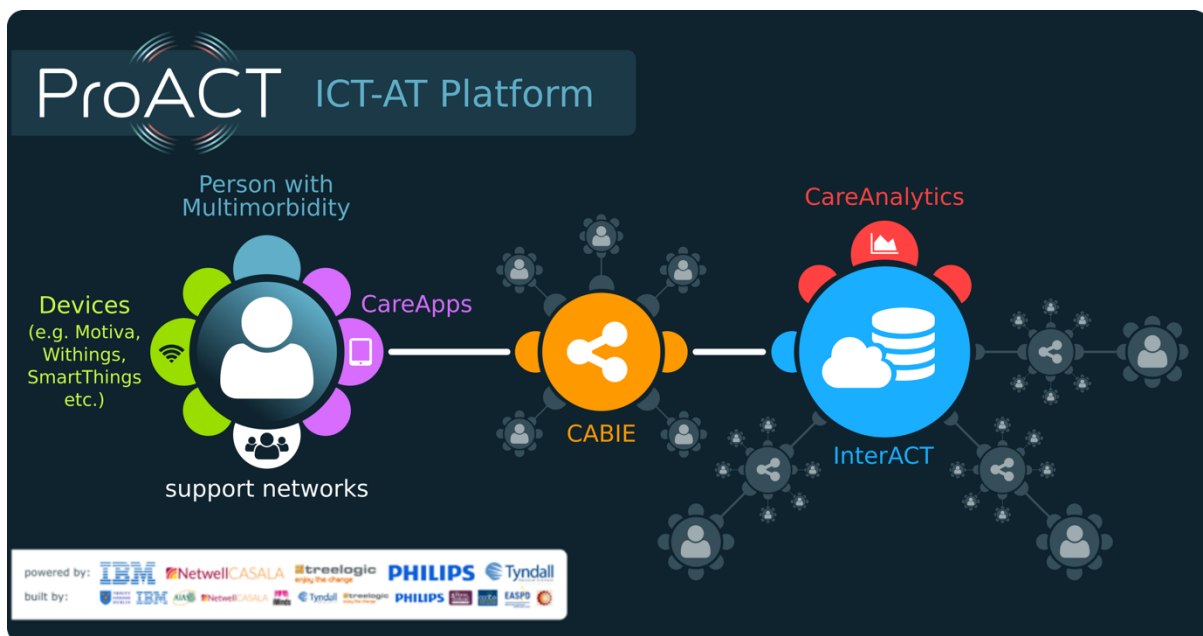 ProACT ICT-AT Platform
Person with
Multimorbidity
CareAnalytics
Devices
(e.g. Motiva,
Withings,
SmartThings
etc.)
CareApps
CABIE
InterACT
support networks
powered by: IBM NetwellCASALA treelogic PHILIPS Tyndall
enjoy the change
built by: IBM AIAS NetwellCASALA Tyndall treelogic PHILIPS EASPD